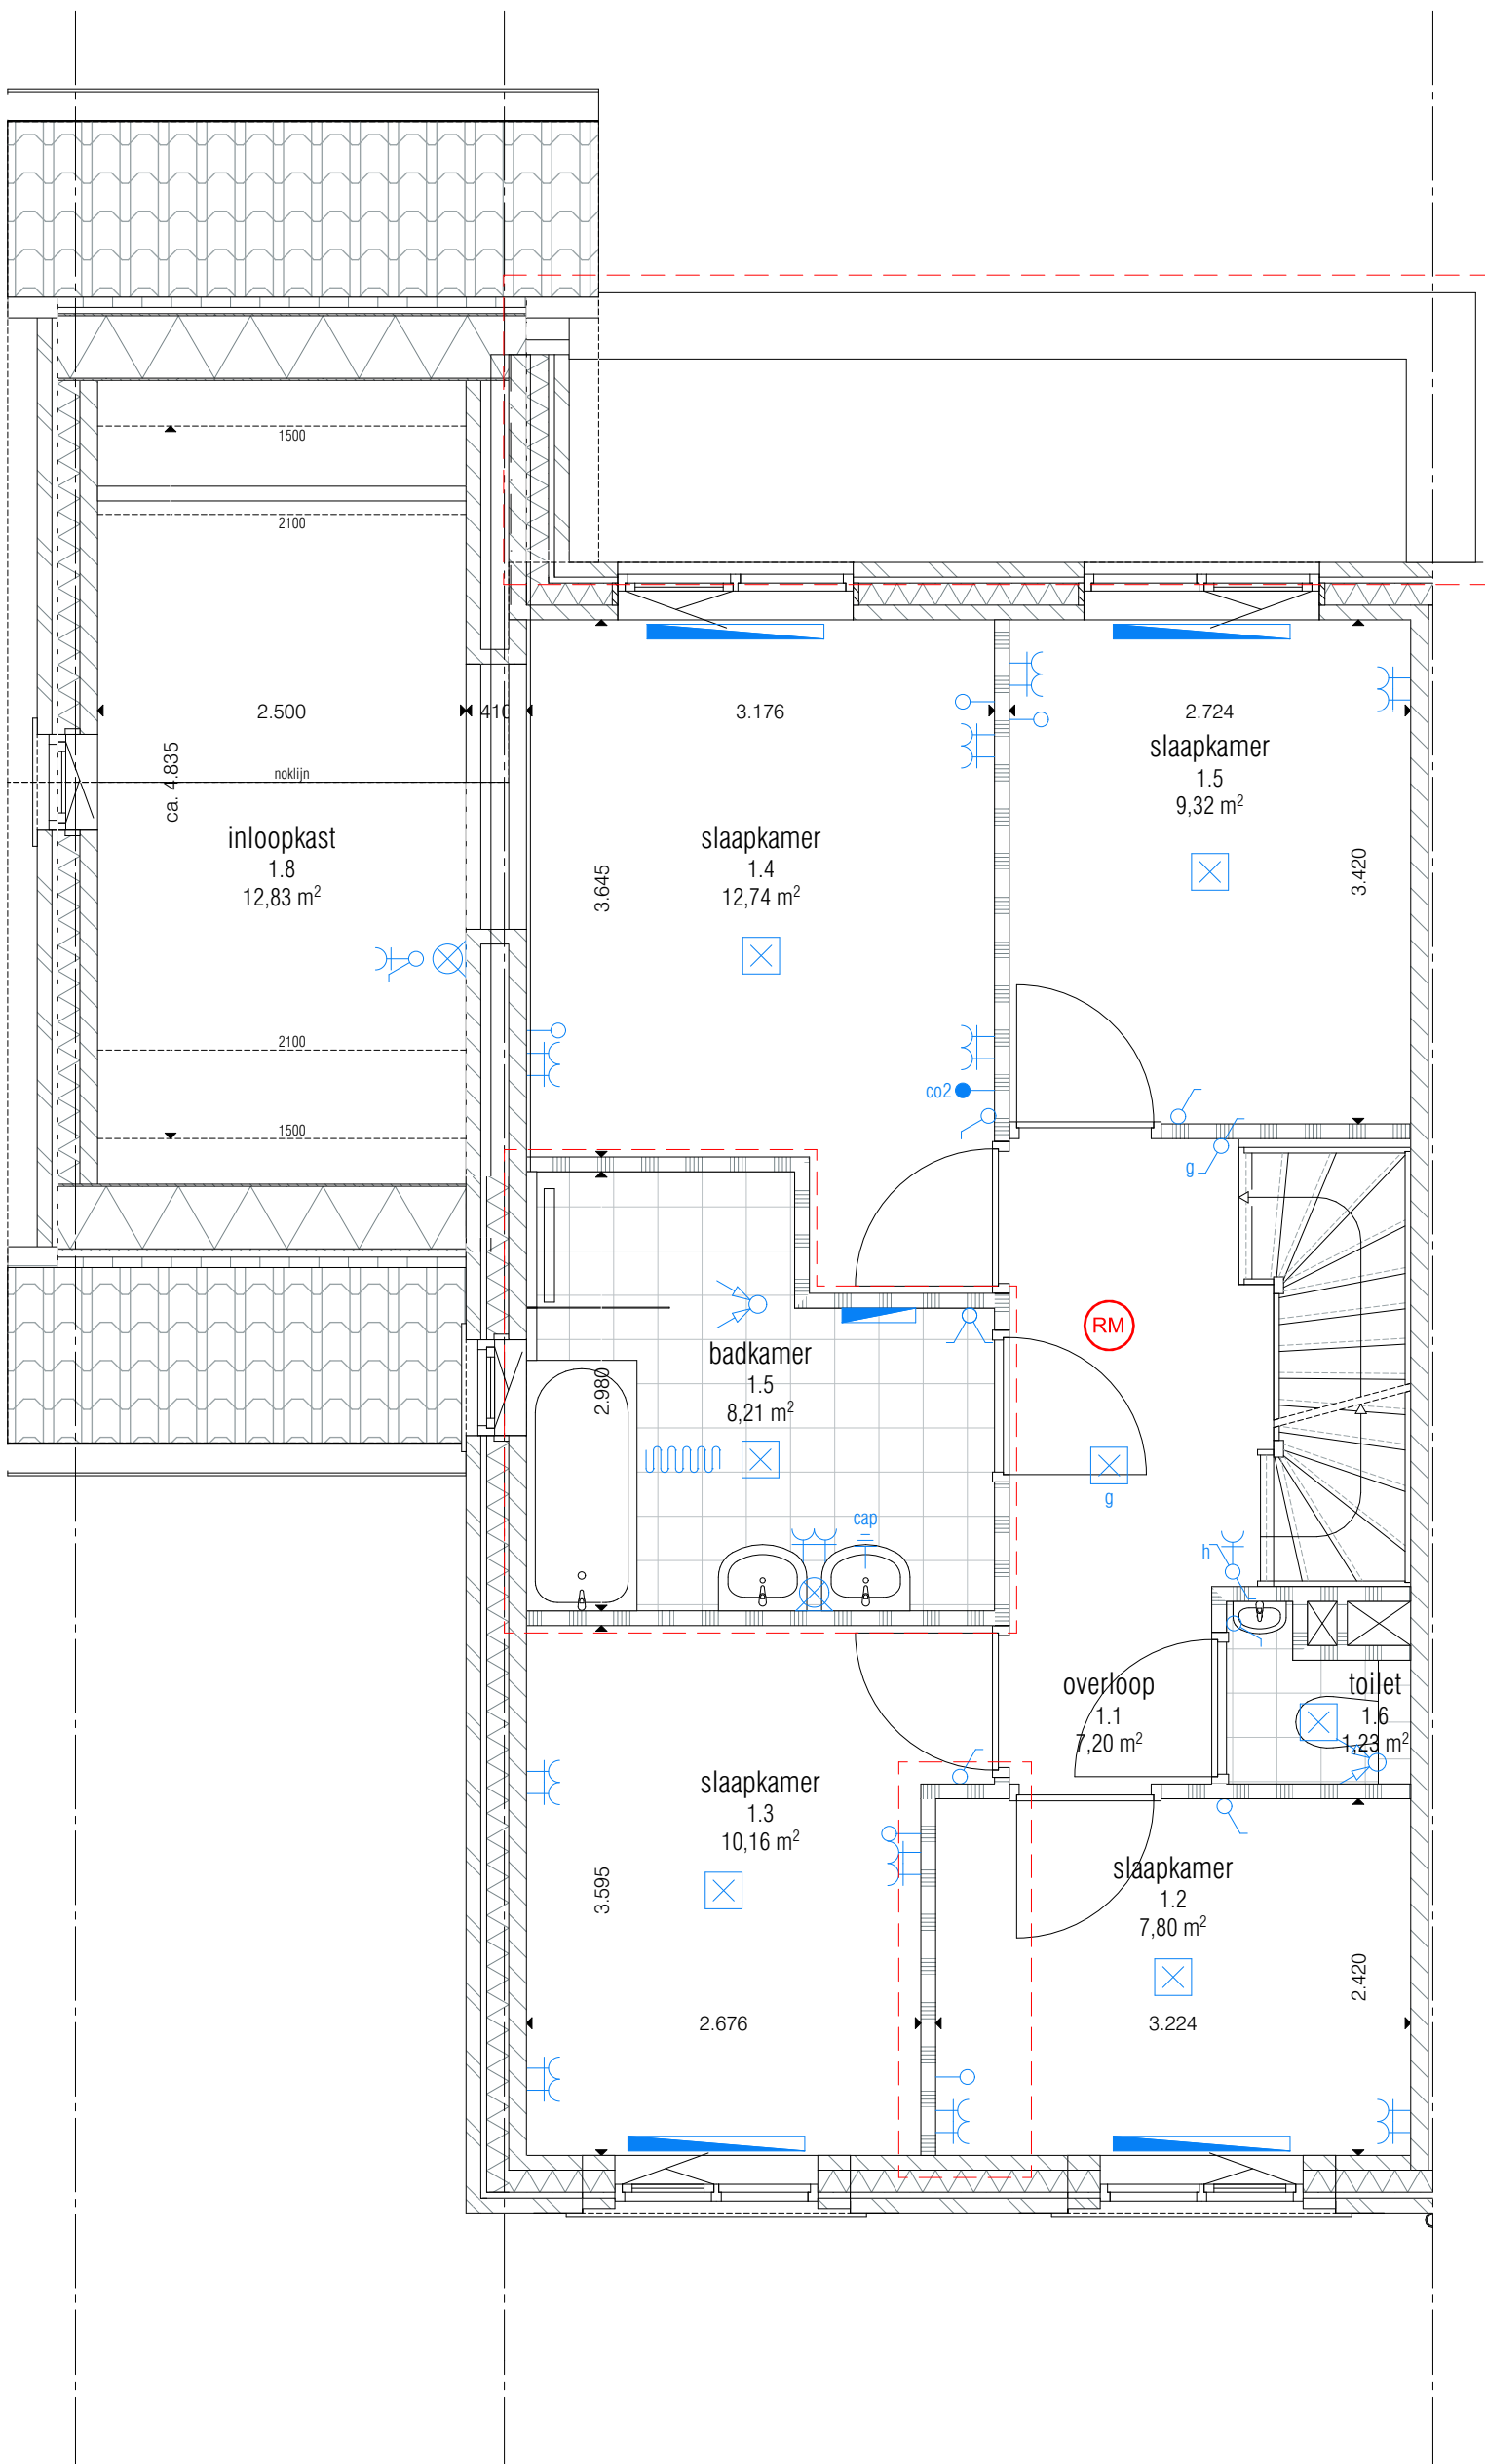 1500
2100
2.500
410
3.176
2.724
slaapkamer
1.5
9,32 m²
ca. 4.835
noklijn
inloopkast
1.8
12,83 m²
slaapkamer
1.4
12,74 m²
3.645
3.420
2100
co2
1500
g
RM
badkamer
1.5
8,21 m²
2.980
g
cap
h
overloop
1.1
7,20 m²
toilet
1.6
1,23 m²
slaapkamer
1.3
10,16 m²
3.595
slaapkamer
1.2
7,80 m²
2.420
2.676
3.224